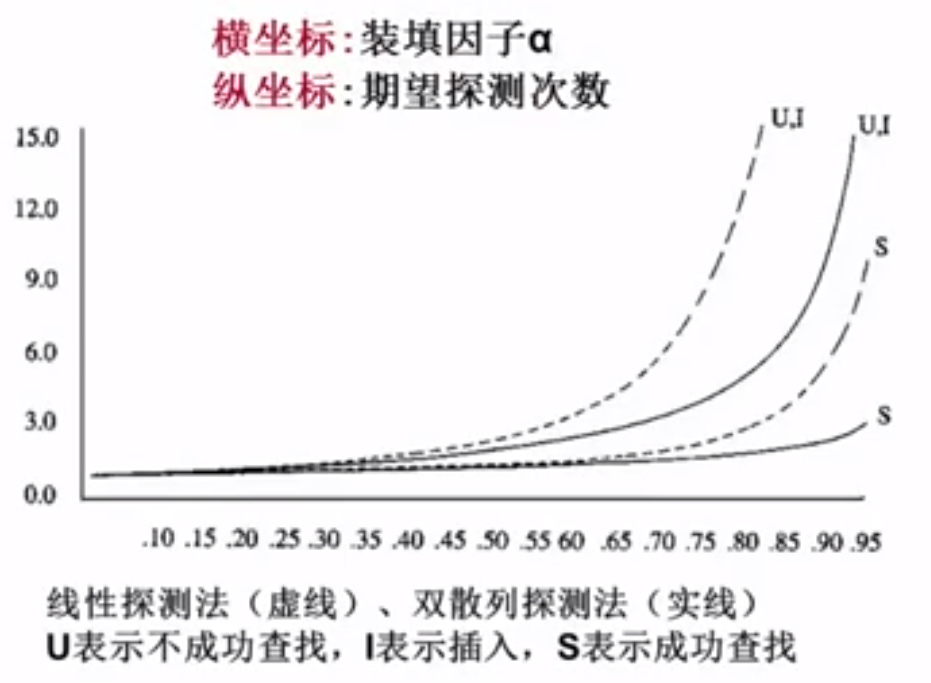 横坐标:装填因子α
纵坐标:期望探测次数
U,I
U,I
15.0
12.0
S
9.0
6.0
3.0
S
0.0
.10 .15 .20 .25 .30 .35 .40 .45 .50 .55 60 .65 .70 .75 .80 .85 .90 .95
线性探测法（虚线）、双散列探测法（实线）
U表示不成功查找，I表示插入，S表示成功查找